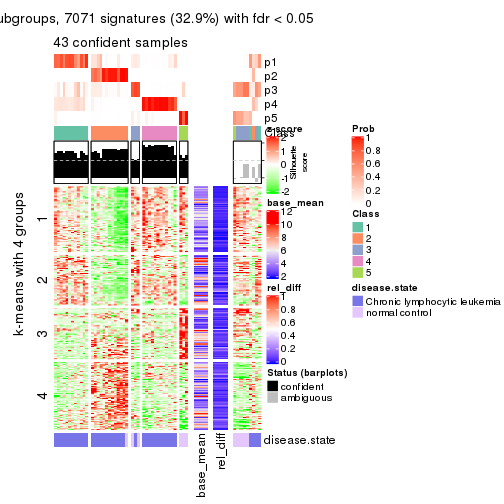 ubgroups, 7071 signatures (32.9%) with fdr < 0.05
43 confident samples
p1
p2
p3
p4
p5
Class
z-score
2
1
0
-1
-2
Silhouette
score
base_mean
12
10
8
6
4
2
rel_diff
1
0.8
0.6
0.4
0.2
0
Status (barplots)
confident
ambiguous
Prob
1
0.8
0.6
0.4
0.2
0
Class
1
2
3
4
5
disease.state
Chronic lymphocytic leukemia
normal control
k-means with 4 groups
1
2
3
4
disease.state
base_mean
rel_diff